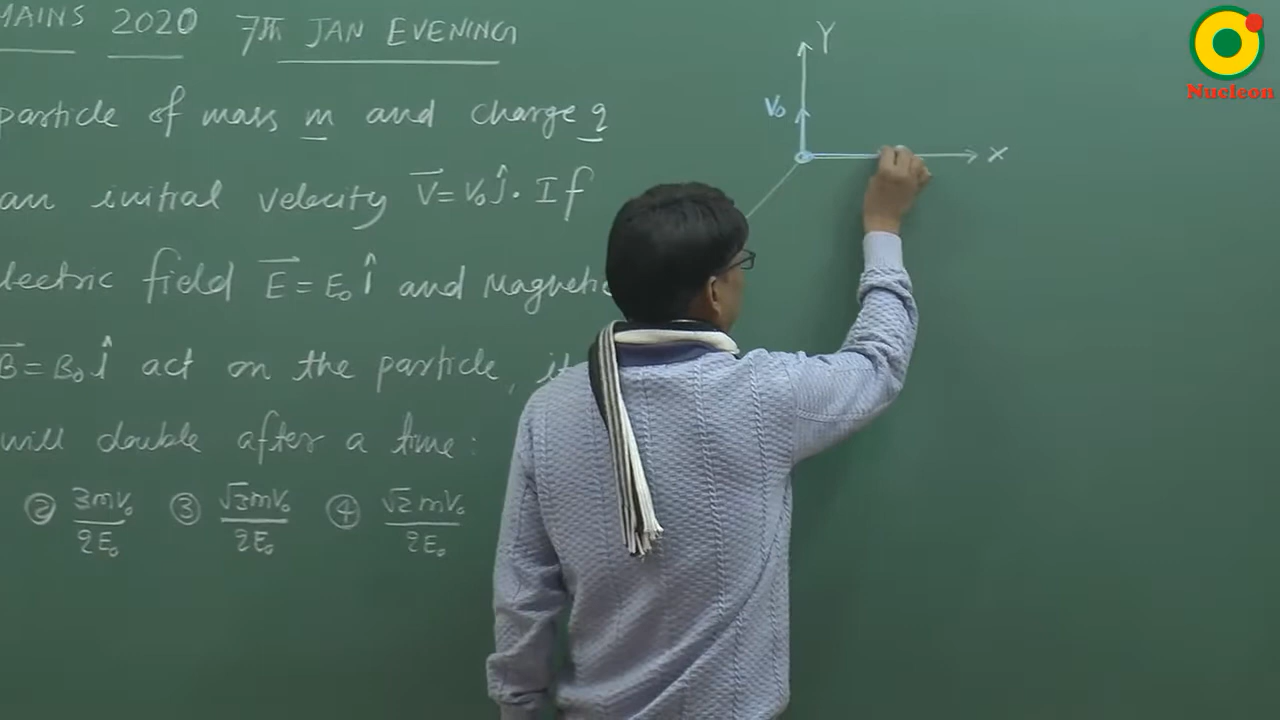 MAINS 2020 7TH JAN EVENING
particle of mass m and charge q
an initial velocity V⃗=V₀ĵ. If
lectric field E⃗ = E₀ î and Magnetic
B⃗ = B₀ î act on the particle, it
will double after a time:
② 3mV₀/qE₀ ③ √3mV₀/qE₀ ④ √2mV₀/qE₀
Y
V₀
X
Nucleon